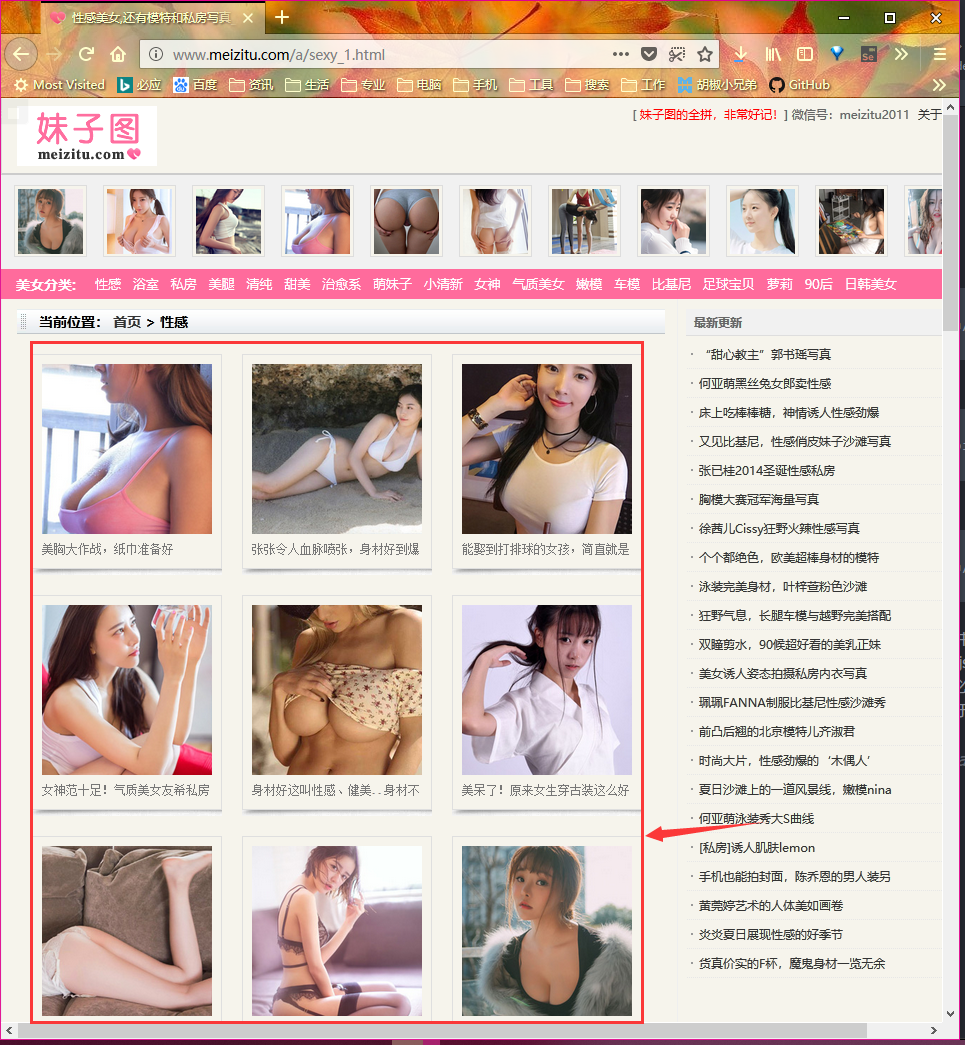 性感美女,还有模特和私房写真
www.meizitu.com/a/sexy_1.html
Most Visited 必应 百度 资讯 生活 专业 电脑 手机 工具 搜索 工作 胡椒小兄弟 GitHub
妹子图
meizitu.com
[ 妹子图的全拼，非常好记！ ] 微信号：meizitu2011 关于
美女分类： 性感 浴室 私房 美腿 清纯 甜美 治愈系 萌妹子 小清新 女神 气质美女 嫩模 车模 比基尼 足球宝贝 萝莉 90后 日韩美女
当前位置： 首页 > 性感
美胸大作战，纸巾准备好
张张令人血脉喷张，身材好到爆
能娶到打排球的女孩，简直就是
女神范十足！气质美女友希私房
身材好这叫性感、健美..身材不
美呆了！原来女生穿古装这么好
最新更新
· “甜心教主”郭书瑶写真
· 何亚萌黑丝兔女郎卖性感
· 床上吃棒棒糖，神情诱人性感劲爆
· 又见比基尼，性感俏皮妹子沙滩写真
· 张已桂2014圣诞性感私房
· 胸模大赛冠军海量写真
· 徐茜儿Cissy狂野火辣性感写真
· 个个都绝色，欧美超棒身材的模特
· 泳装完美身材，叶梓萱粉色沙滩
· 狂野气息，长腿车模与越野完美搭配
· 双瞳剪水，90候超好看的美乳正妹
· 美女诱人姿态拍摄私房内衣写真
· 珮珮FANNA制服比基尼性感沙滩秀
· 前凸后翘的北京模特儿齐淑君
· 时尚大片，性感劲爆的‘木偶人’
· 夏日沙滩上的一道风景线，嫩模nina
· 何亚萌泳装秀大S曲线
· [私房]诱人肌肤lemon
· 手机也能拍封面，陈乔恩的男人装另
· 黄莞婷艺术的人体美如画卷
· 炎炎夏日展现性感的好季节
· 货真价实的F杯，魔鬼身材一览无余